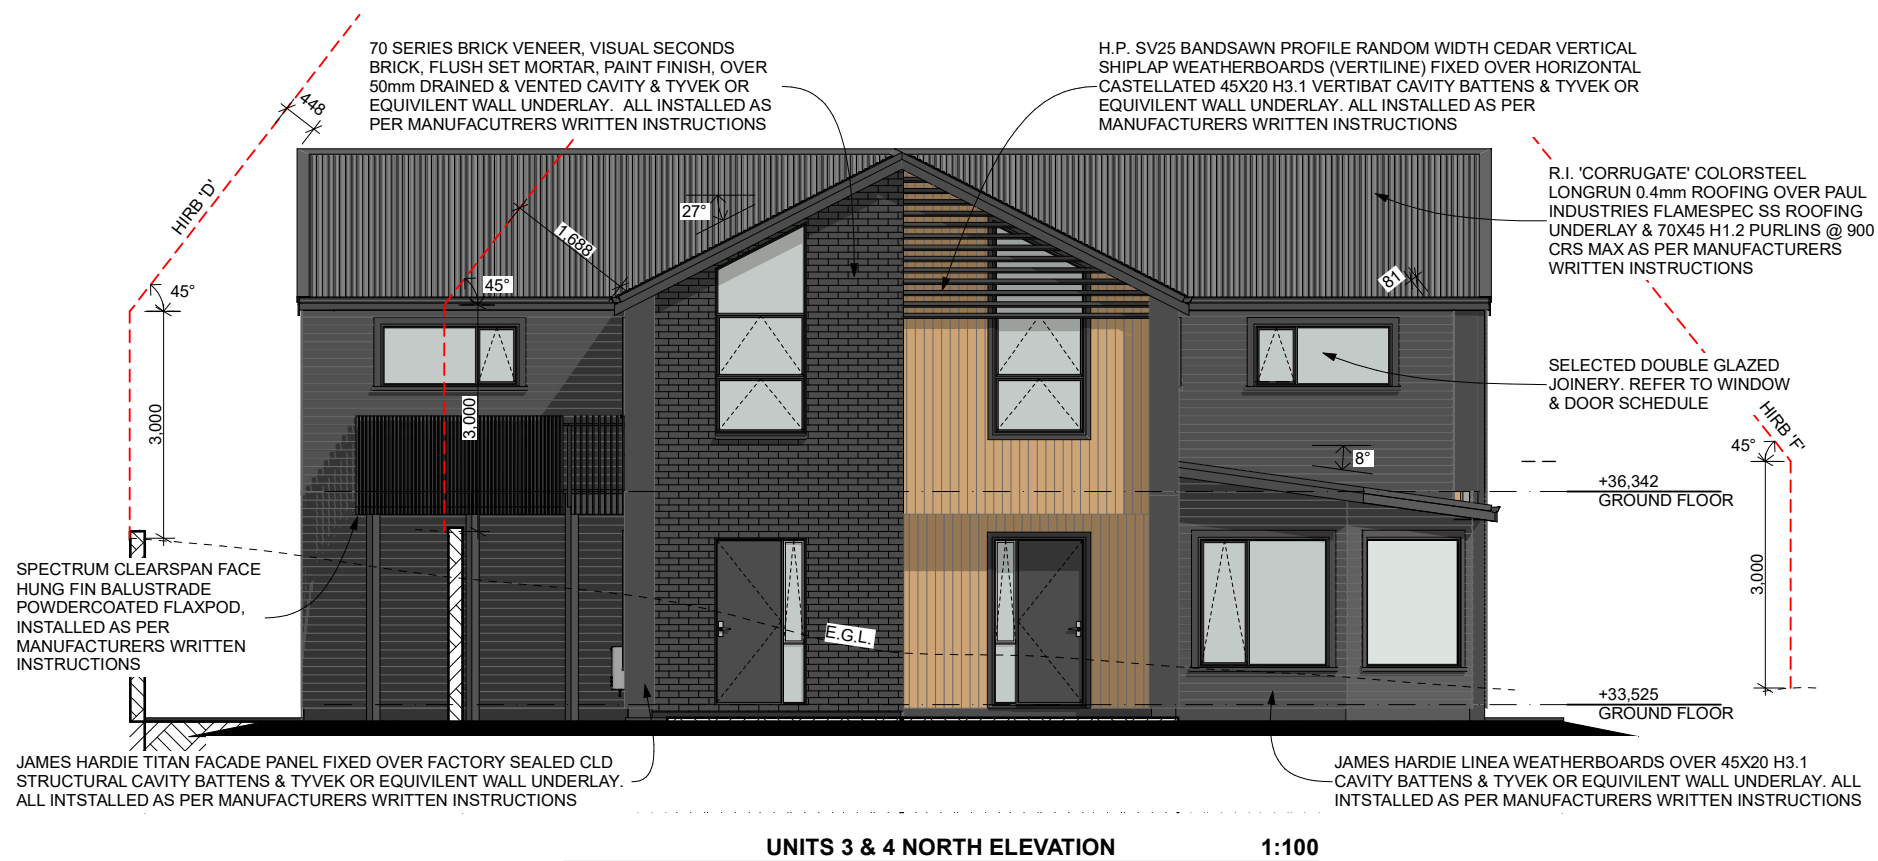 70 SERIES BRICK VENEER, VISUAL SECONDS
BRICK, FLUSH SET MORTAR, PAINT FINISH, OVER
50mm DRAINED & VENTED CAVITY & TYVEK OR
EQUIVILENT WALL UNDERLAY. ALL INSTALLED AS
PER MANUFACUTRERS WRITTEN INSTRUCTIONS
H.P. SV25 BANDSAWN PROFILE RANDOM WIDTH CEDAR VERTICAL
SHIPLAP WEATHERBOARDS (VERTILINE) FIXED OVER HORIZONTAL
CASTELLATED 45X20 H3.1 VERTIBAT CAVITY BATTENS & TYVEK OR
EQUIVILENT WALL UNDERLAY. ALL INSTALLED AS PER
MANUFACTURERS WRITTEN INSTRUCTIONS
R.I. 'CORRUGATE' COLORSTEEL
LONGRUN 0.4mm ROOFING OVER PAUL
INDUSTRIES FLAMESPEC SS ROOFING
UNDERLAY & 70X45 H1.2 PURLINS @ 900
CRS MAX AS PER MANUFACTURERS
WRITTEN INSTRUCTIONS
448
HIRB 'D'
27°
1,688
45°
45°
81
3,000
3,000
SELECTED DOUBLE GLAZED
JOINERY. REFER TO WINDOW
& DOOR SCHEDULE
HIRB 'F'
45°
8°
+36,342
GROUND FLOOR
3,000
SPECTRUM CLEARSPAN FACE
HUNG FIN BALUSTRADE
POWDERCOATED FLAXPOD,
INSTALLED AS PER
MANUFACTURERS WRITTEN
INSTRUCTIONS
E.G.L.
+33,525
GROUND FLOOR
JAMES HARDIE TITAN FACADE PANEL FIXED OVER FACTORY SEALED CLD
STRUCTURAL CAVITY BATTENS & TYVEK OR EQUIVILENT WALL UNDERLAY.
ALL INTSTALLED AS PER MANUFACTURERS WRITTEN INSTRUCTIONS
JAMES HARDIE LINEA WEATHERBOARDS OVER 45X20 H3.1
CAVITY BATTENS & TYVEK OR EQUIVILENT WALL UNDERLAY. ALL
INTSTALLED AS PER MANUFACTURERS WRITTEN INSTRUCTIONS
UNITS 3 & 4 NORTH ELEVATION 1:100